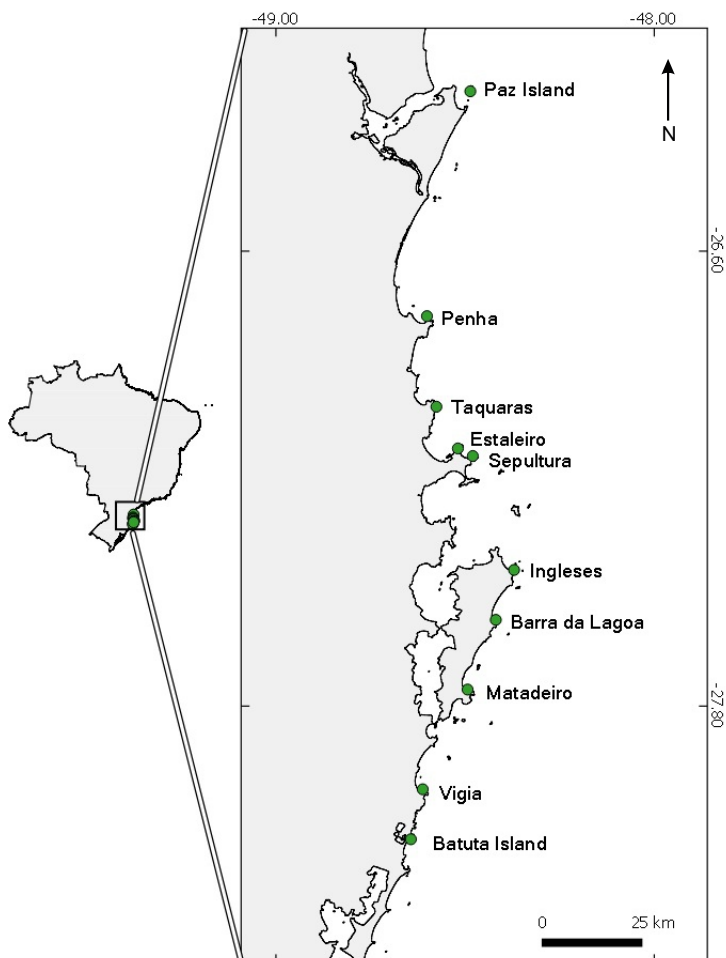 -49.00
-48.00
Paz Island
N
-26.60
Penha
Taquaras
Estaleiro
Sepultura
Ingleses
Barra da Lagoa
Matadeiro
-27.80
Vigia
Batuta Island
0
25 km